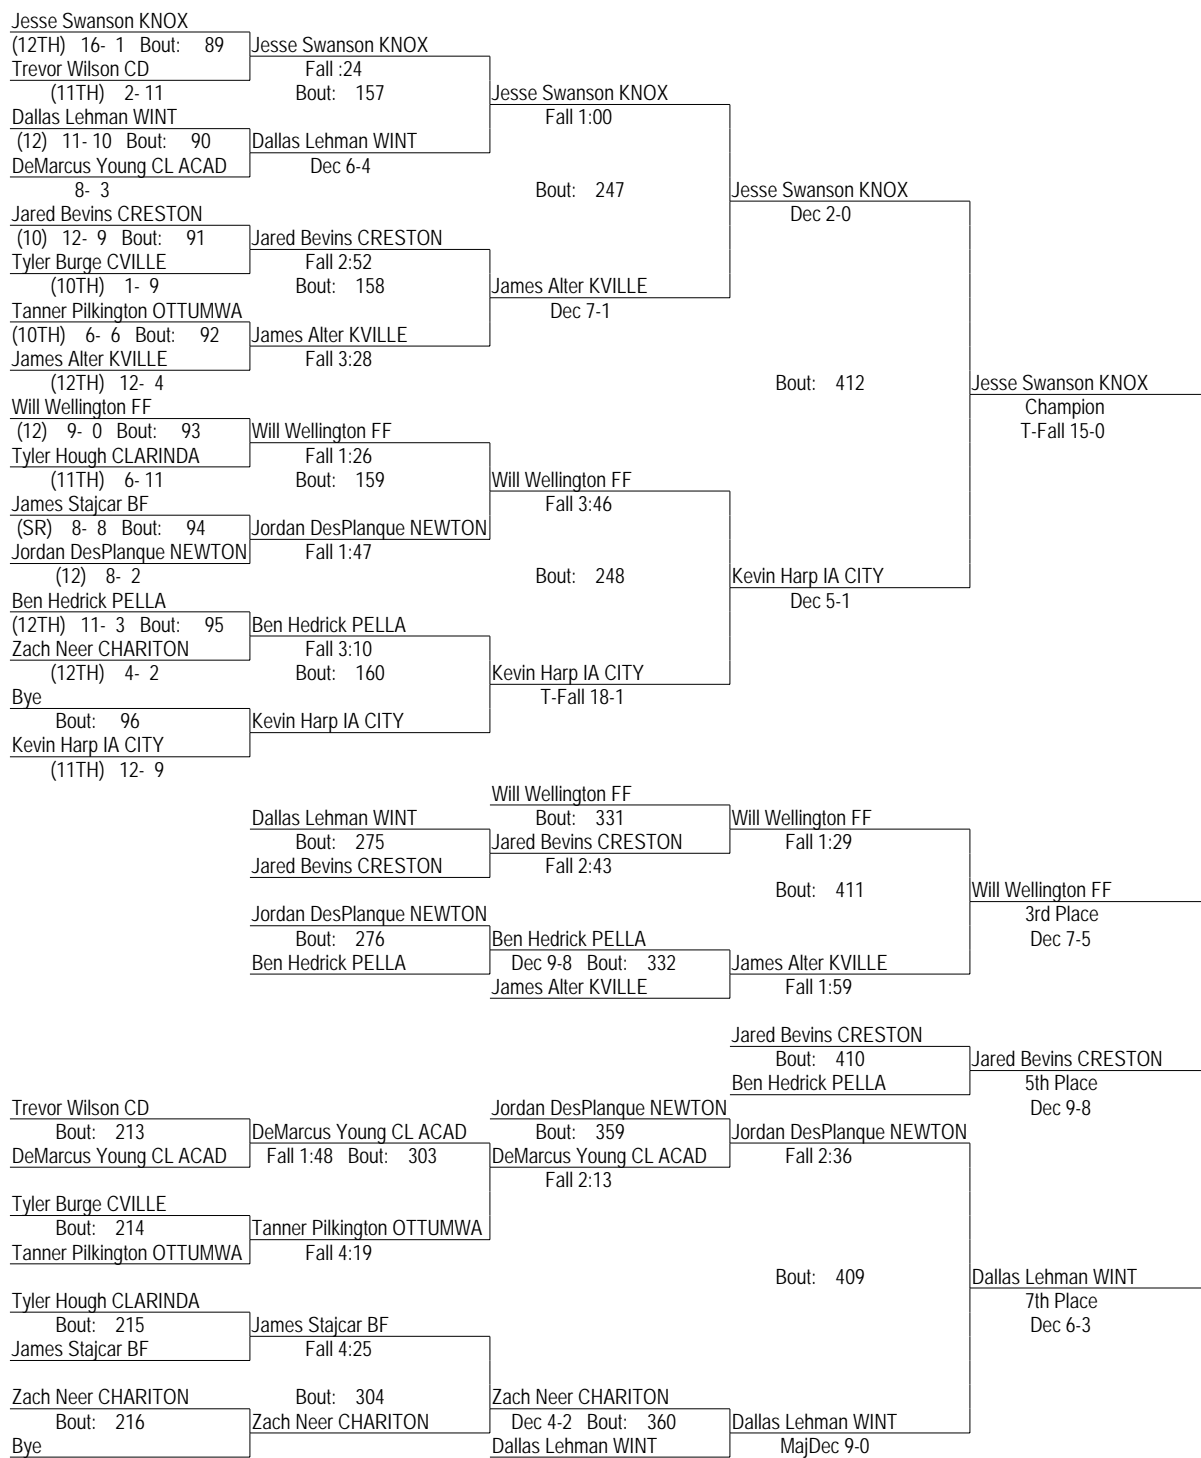 Jesse Swanson KNOX
(12TH) 16- 1 Bout: 89 Jesse Swanson KNOX
Trevor Wilson CD Fall :24
(11TH) 2- 11 Bout: 157 Jesse Swanson KNOX
Dallas Lehman WINT Fall 1:00
(12) 11- 10 Bout: 90 Dallas Lehman WINT
DeMarcus Young CL ACAD Dec 6-4
8- 3 Bout: 247 Jesse Swanson KNOX
Jared Bevins CRESTON Dec 2-0
(10) 12- 9 Bout: 91 Jared Bevins CRESTON
Tyler Burge CVILLE Fall 2:52
(10TH) 1- 9 Bout: 158 James Alter KVILLE
Tanner Pilkington OTTUMWA Dec 7-1
(10TH) 6- 6 Bout: 92 James Alter KVILLE
James Alter KVILLE Fall 3:28
(12TH) 12- 4 Bout: 412 Jesse Swanson KNOX
Will Wellington FF Champion
(12) 9- 0 Bout: 93 Will Wellington FF T-Fall 15-0
Tyler Hough CLARINDA Fall 1:26
(11TH) 6- 11 Bout: 159 Will Wellington FF
James Stajcar BF Fall 3:46
(SR) 8- 8 Bout: 94 Jordan DesPlanque NEWTON
Jordan DesPlanque NEWTON Fall 1:47
(12) 8- 2 Bout: 248 Kevin Harp IA CITY
Ben Hedrick PELLA Dec 5-1
(12TH) 11- 3 Bout: 95 Ben Hedrick PELLA
Zach Neer CHARITON Fall 3:10
(12TH) 4- 2 Bout: 160 Kevin Harp IA CITY
Bye T-Fall 18-1
Bout: 96 Kevin Harp IA CITY
Kevin Harp IA CITY
(11TH) 12- 9
Will Wellington FF
Dallas Lehman WINT Bout: 331 Will Wellington FF
Bout: 275 Jared Bevins CRESTON Fall 1:29
Jared Bevins CRESTON Fall 2:43
Bout: 411 Will Wellington FF
Jordan DesPlanque NEWTON 3rd Place
Bout: 276 Ben Hedrick PELLA Dec 7-5
Ben Hedrick PELLA Dec 9-8 Bout: 332 James Alter KVILLE
James Alter KVILLE Fall 1:59
Jared Bevins CRESTON
Bout: 410 Jared Bevins CRESTON
Ben Hedrick PELLA 5th Place
Trevor Wilson CD Jordan DesPlanque NEWTON Dec 9-8
Bout: 213 DeMarcus Young CL ACAD Bout: 359 Jordan DesPlanque NEWTON
DeMarcus Young CL ACAD Fall 1:48 Bout: 303 DeMarcus Young CL ACAD Fall 2:36
Fall 2:13
Tyler Burge CVILLE
Bout: 214 Tanner Pilkington OTTUMWA
Tanner Pilkington OTTUMWA Fall 4:19
Bout: 409 Dallas Lehman WINT
Tyler Hough CLARINDA 7th Place
Bout: 215 James Stajcar BF Dec 6-3
James Stajcar BF Fall 4:25
Zach Neer CHARITON Bout: 304 Zach Neer CHARITON
Bout: 216 Zach Neer CHARITON Dec 4-2 Bout: 360 Dallas Lehman WINT
Bye Dallas Lehman WINT MajDec 9-0